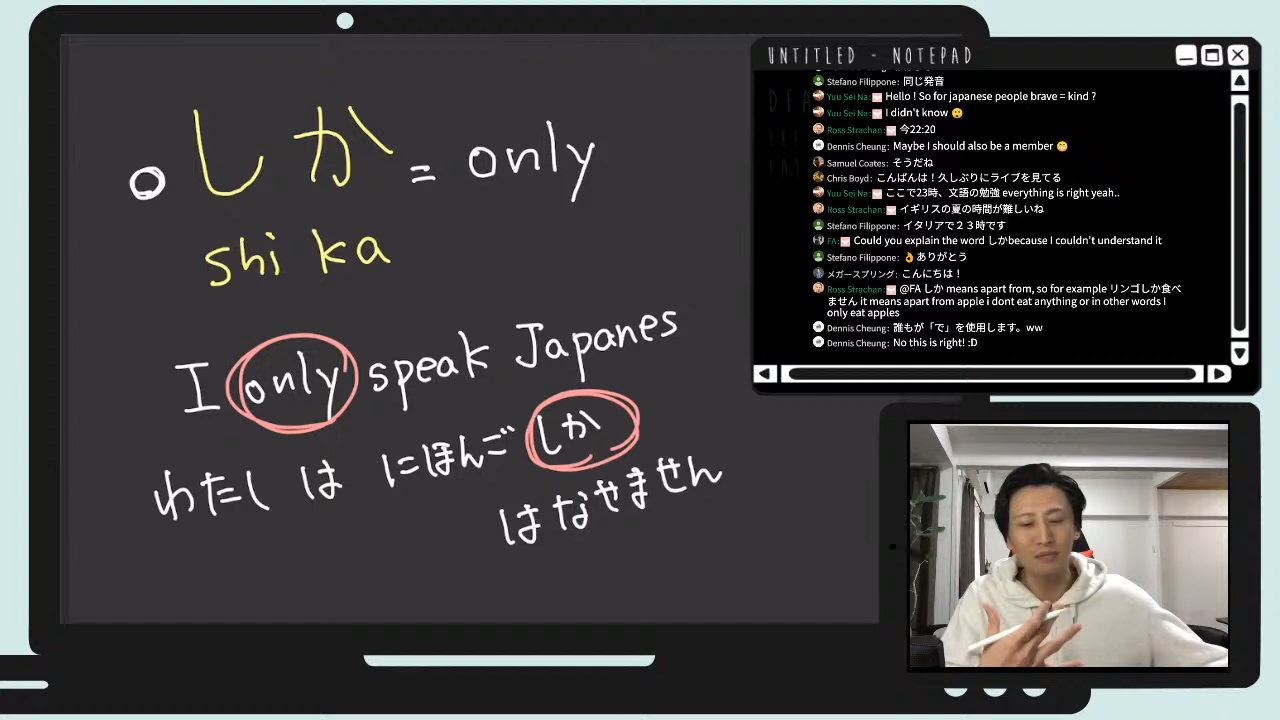 しか = only
shi ka
I only speak Japanes
わたし は にほんご しか
はなせません
UNTITLED - NOTEPAD
Stefano Filippone: 同じ発音
Yuu Sei Na: Hello ! So for japanese people brave = kind ?
Yuu Sei Na: I didn't know 😲
Ross Strachan: 今22:20
Dennis Cheung: Maybe I should also be a member 😁
Samuel Coates: そうだね
Chris Boyd: こんばんは！久しぶりにライブを見てる
Yuu Sei Na: ここで23時、文語の勉強 everything is right yeah..
Ross Strachan: イギリスの夏の時間が難しいね
Stefano Filippone: イタリアで２３時です
FA: Could you explain the word しかbecause I couldn't understand it
Stefano Filippone: 👌ありがとう
メガースプリング: こんにちは！
Ross Strachan: @FA しか means apart from, so for example リンゴしか食べ
ません it means apart from apple i dont eat anything or in other words I
only eat apples
Dennis Cheung: 誰もが「で」を使用します。ww
Dennis Cheung: No this is right! :D